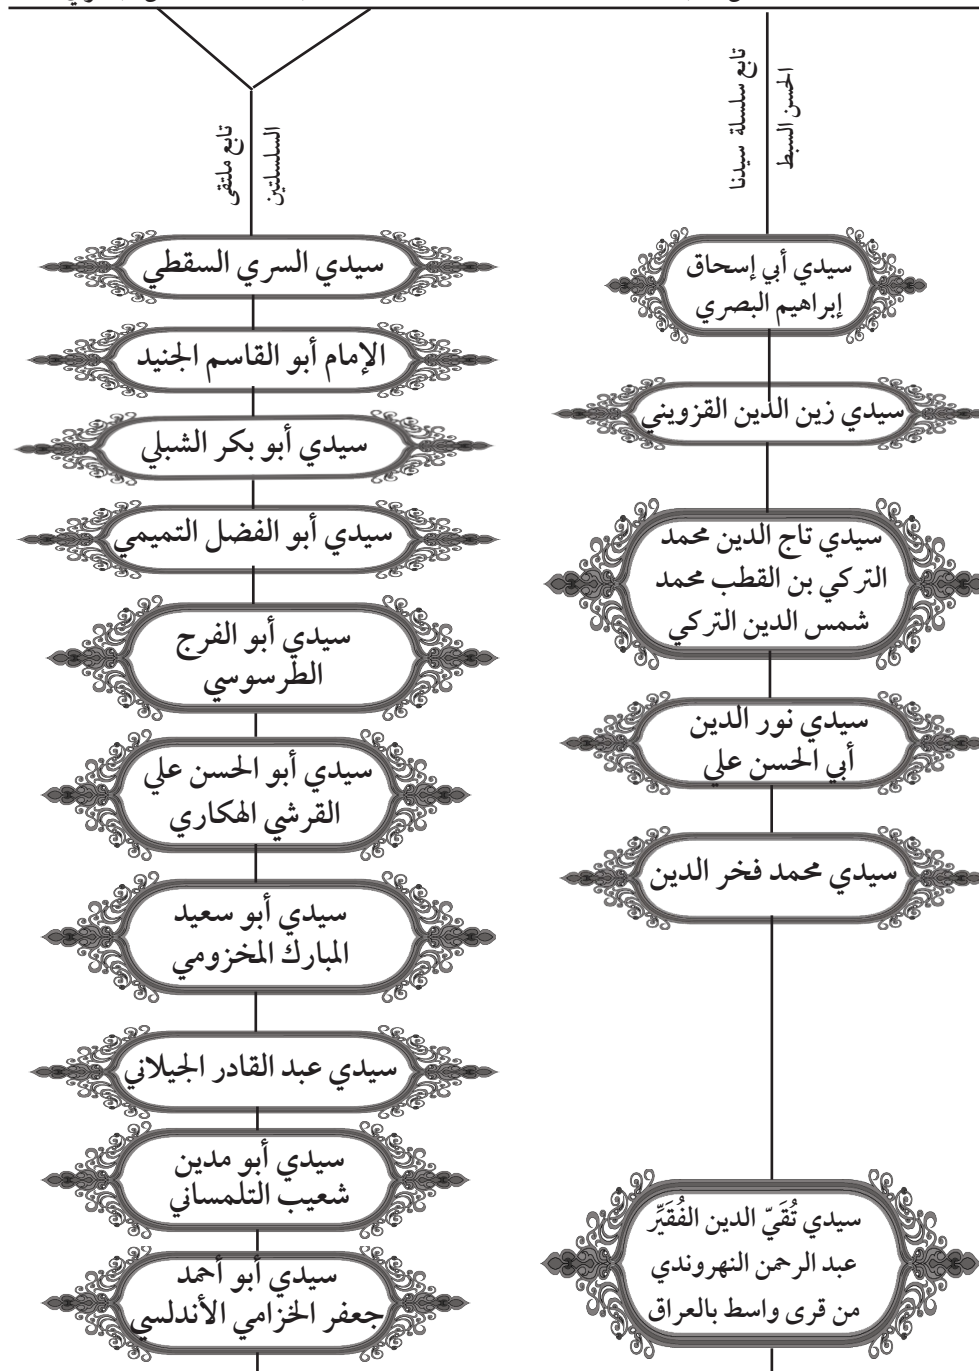 تابع سلسلة سيدنا
الحسن السبط
سيدي أبي إسحاق
إبراهيم البصري
سيدي زين الدين القزويني
سيدي تاج الدين محمد
التركي بن القطب محمد
شمس الدين التركي
سيدي نور الدين
أبي الحسن علي
سيدي محمد فخر الدين
سيدي تُقَيّ الدين الفُقَيِّر
عبد الرحمن النهروندي
من قرى واسط بالعراق
تابع ملتقى
السلسلتين
سيدي السري السقطي
الإمام أبو القاسم الجنيد
سيدي أبو بكر الشبلي
سيدي أبو الفضل التميمي
سيدي أبو الفرج
الطرسوسي
سيدي أبو الحسن علي
القرشي الهكاري
سيدي أبو سعيد
المبارك المخزومي
سيدي عبد القادر الجيلاني
سيدي أبو مدين
شعيب التلمساني
سيدي أبو أحمد
جعفر الخزامي الأندلسي